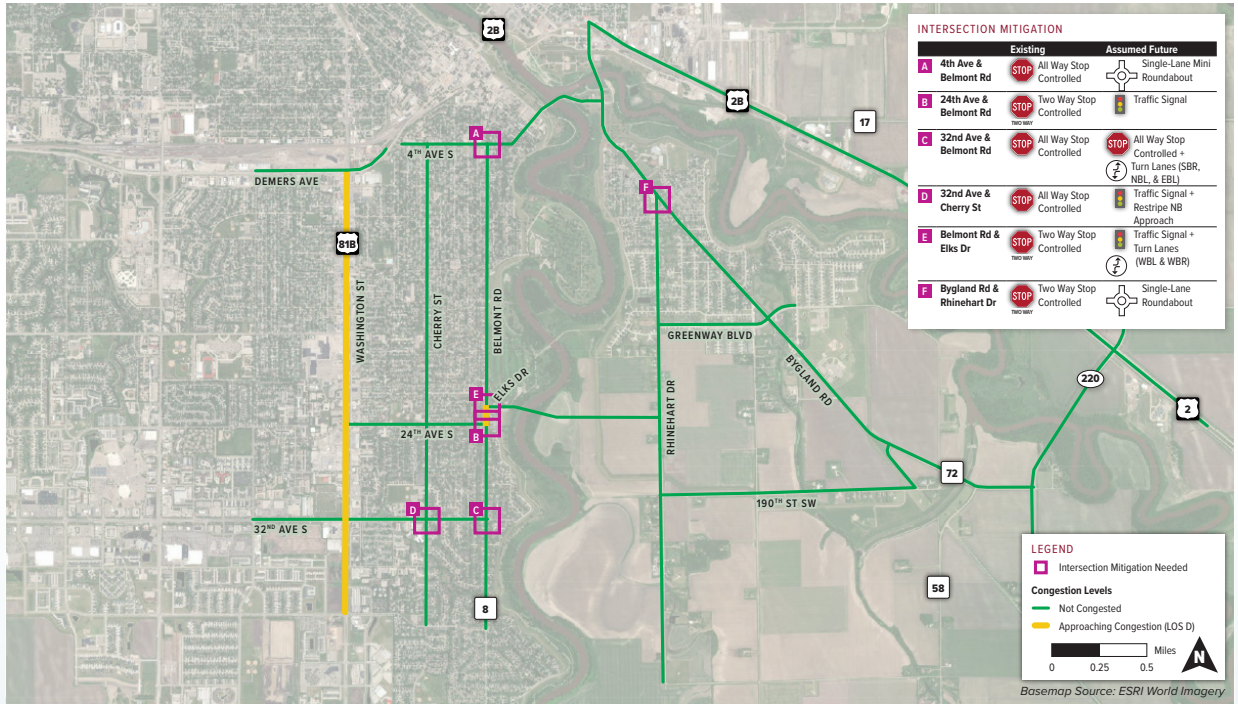 2B
INTERSECTION MITIGATION
Existing Assumed Future
A 4th Ave & Belmont Rd STOP All Way Stop Controlled Single-Lane Mini Roundabout
B 24th Ave & Belmont Rd STOP TWO WAY Two Way Stop Controlled Traffic Signal
C 32nd Ave & Belmont Rd STOP All Way Stop Controlled STOP All Way Stop Controlled + Turn Lanes (SBR, NBL, & EBL)
D 32nd Ave & Cherry St STOP All Way Stop Controlled Traffic Signal + Restripe NB Approach
E Belmont Rd & Elks Dr STOP TWO WAY Two Way Stop Controlled Traffic Signal + Turn Lanes (WBL & WBR)
F Bygland Rd & Rhinehart Dr STOP TWO WAY Two Way Stop Controlled Single-Lane Roundabout
2B
17
A
4TH AVE S
DEMERS AVE
F
81B
WASHINGTON ST
CHERRY ST
BELMONT RD
GREENWAY BLVD
BYGLAND RD
RHINEHART DR
220
2
E
ELKS DR
24TH AVE S
B
72
190TH ST SW
D
C
32ND AVE S
8
58
LEGEND
Intersection Mitigation Needed
Congestion Levels
Not Congested
Approaching Congestion (LOS D)
Miles
0 0.25 0.5
N
Basemap Source: ESRI World Imagery